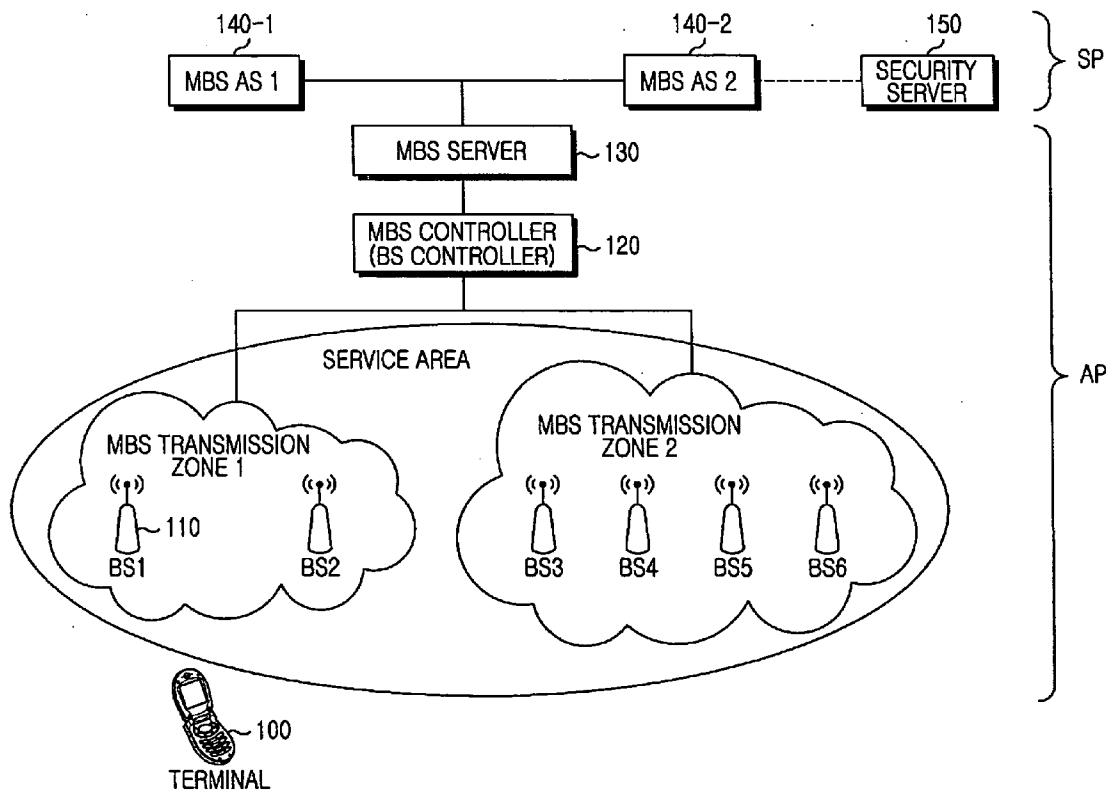 140-1
140-2
150
MBS AS 1
MBS AS 2
SECURITY
SERVER
SP
MBS SERVER
130
MBS CONTROLLER
(BS CONTROLLER)
120
SERVICE AREA
AP
MBS TRANSMISSION
ZONE 1
MBS TRANSMISSION
ZONE 2
110
BS1
BS2
BS3
BS4
BS5
BS6
100
TERMINAL